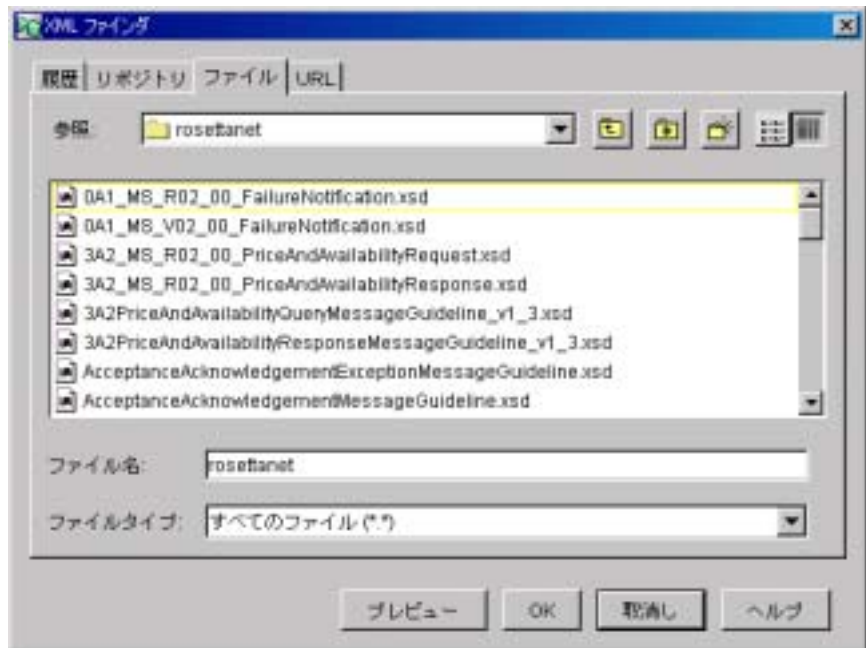 XML ファインダ
履歴 リポジトリ ファイル URL
参照: rosettanet
0A1_MS_R02_00_FailureNotification.xsd
0A1_MS_V02_00_FailureNotification.xsd
3A2_MS_R02_00_PriceAndAvailabilityRequest.xsd
3A2_MS_R02_00_PriceAndAvailabilityResponse.xsd
3A2PriceAndAvailabilityQueryMessageGuideline_v1_3.xsd
3A2PriceAndAvailabilityResponseMessageGuideline_v1_3.xsd
AcceptanceAcknowledgementExceptionMessageGuideline.xsd
AcceptanceAcknowledgementMessageGuideline.xsd
ファイル名: rosettanet
ファイルタイプ: すべてのファイル (*.*)
プレビュー OK 取消し ヘルプ